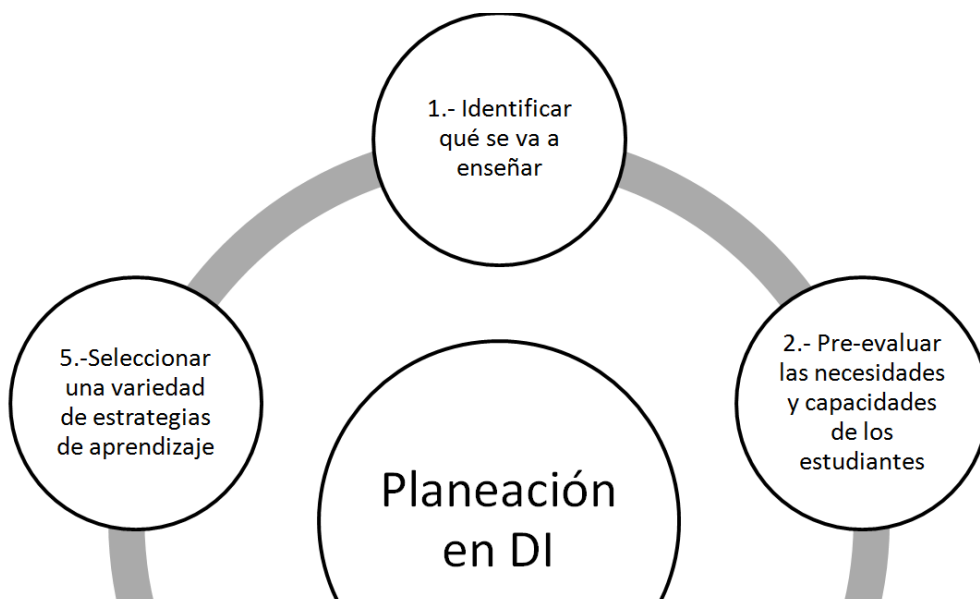 1.- Identificar
qué se va a
enseñar
2.- Pre-evaluar
las necesidades
y capacidades
de los
estudiantes
5.-Seleccionar
una variedad
de estrategias
de aprendizaje
Planeación
en DI